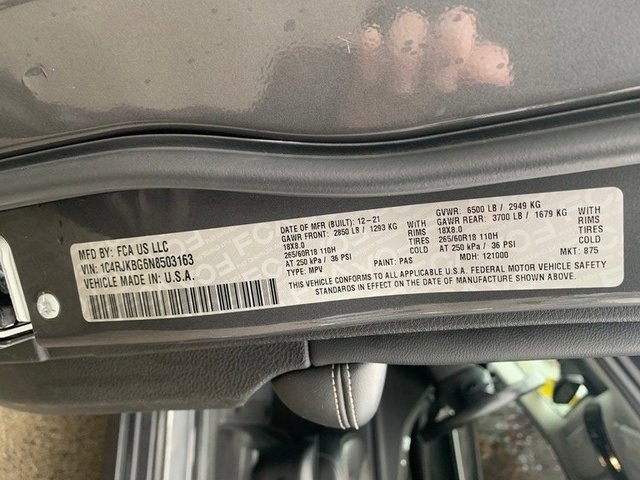 MFD BY: FCA US LLC
DATE OF MFR (BUILT): 12-21
GVWR: 6500 LB / 2949 KG
VIN: 1C4RJKBG6N8503163
GAWR FRONT: 2850 LB / 1293 KG WITH
GAWR REAR: 3700 LB / 1679 KG WITH
VEHICLE MADE IN U.S.A.
18X8.0 RIMS
18X8.0 RIMS
265/60R18 110H TIRES
265/60R18 110H TIRES
AT 250 kPa / 36 PSI COLD
AT 250 kPa / 36 PSI COLD
TYPE: MPV PAINT: PAS MDH: 121000 MKT: 875
THIS VEHICLE CONFORMS TO ALL APPLICABLE U.S.A. FEDERAL MOTOR VEHICLE SAFETY
STANDARDS IN EFFECT ON THE DATE OF MANUFACTURE SHOWN ABOVE.